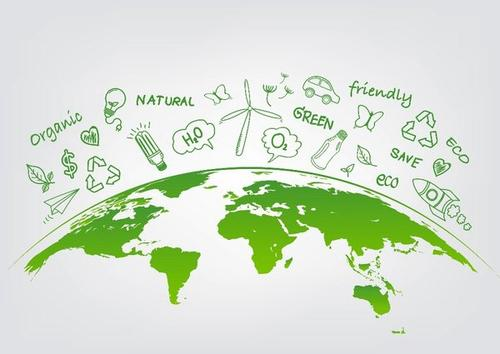 Organic
NATURAL
H₂O
GREEN
O₂
friendly
ECO
SAVE
eco
$